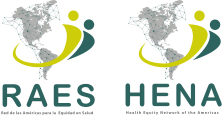 RAES
Red de las Américas para la Equidad en Salud
HENA
Health Equity Network of the Americas